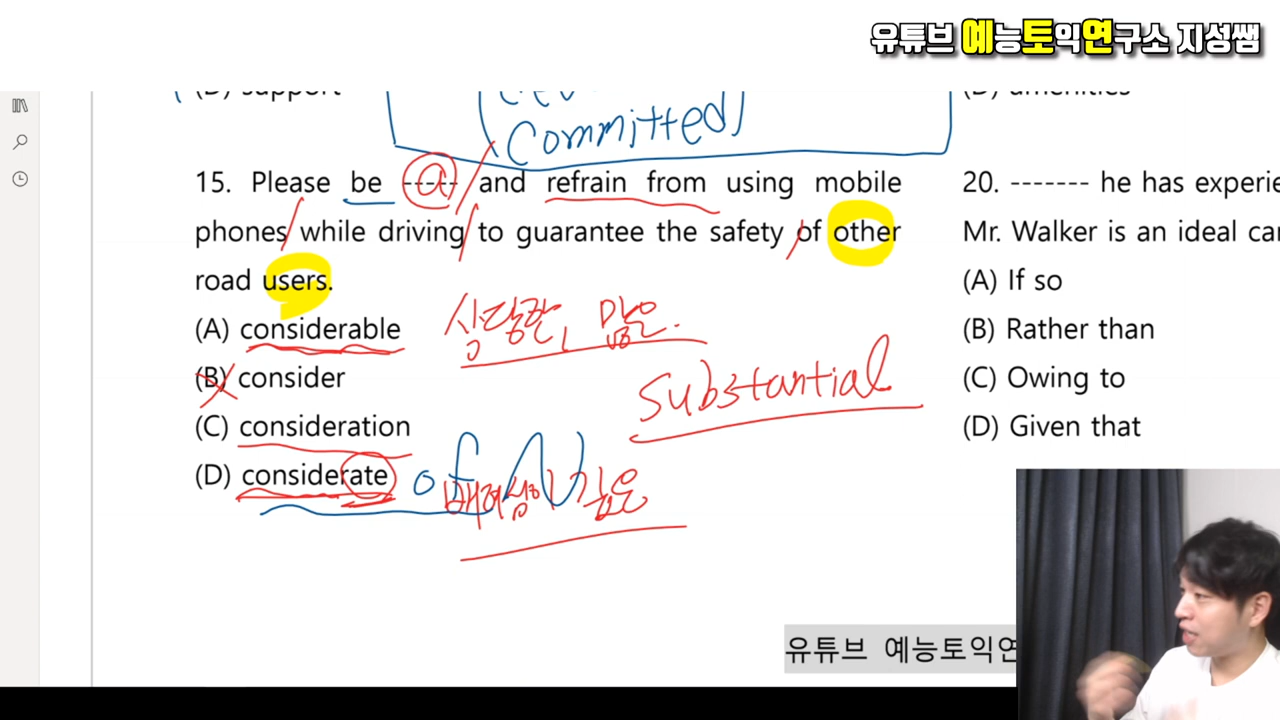 유튜브 예능토익연구소 지성쌤
(D) support
Committed
(D) amenities
15. Please be ----- and refrain from using mobile
phones while driving to guarantee the safety of other
road users.
(A) considerable
상당한, 많은.
(B) consider
substantial
(C) consideration
(D) considerate
of N
배려심이 깊은
20. ------- he has experie
Mr. Walker is an ideal can
(A) If so
(B) Rather than
(C) Owing to
(D) Given that
유튜브 예능토익연